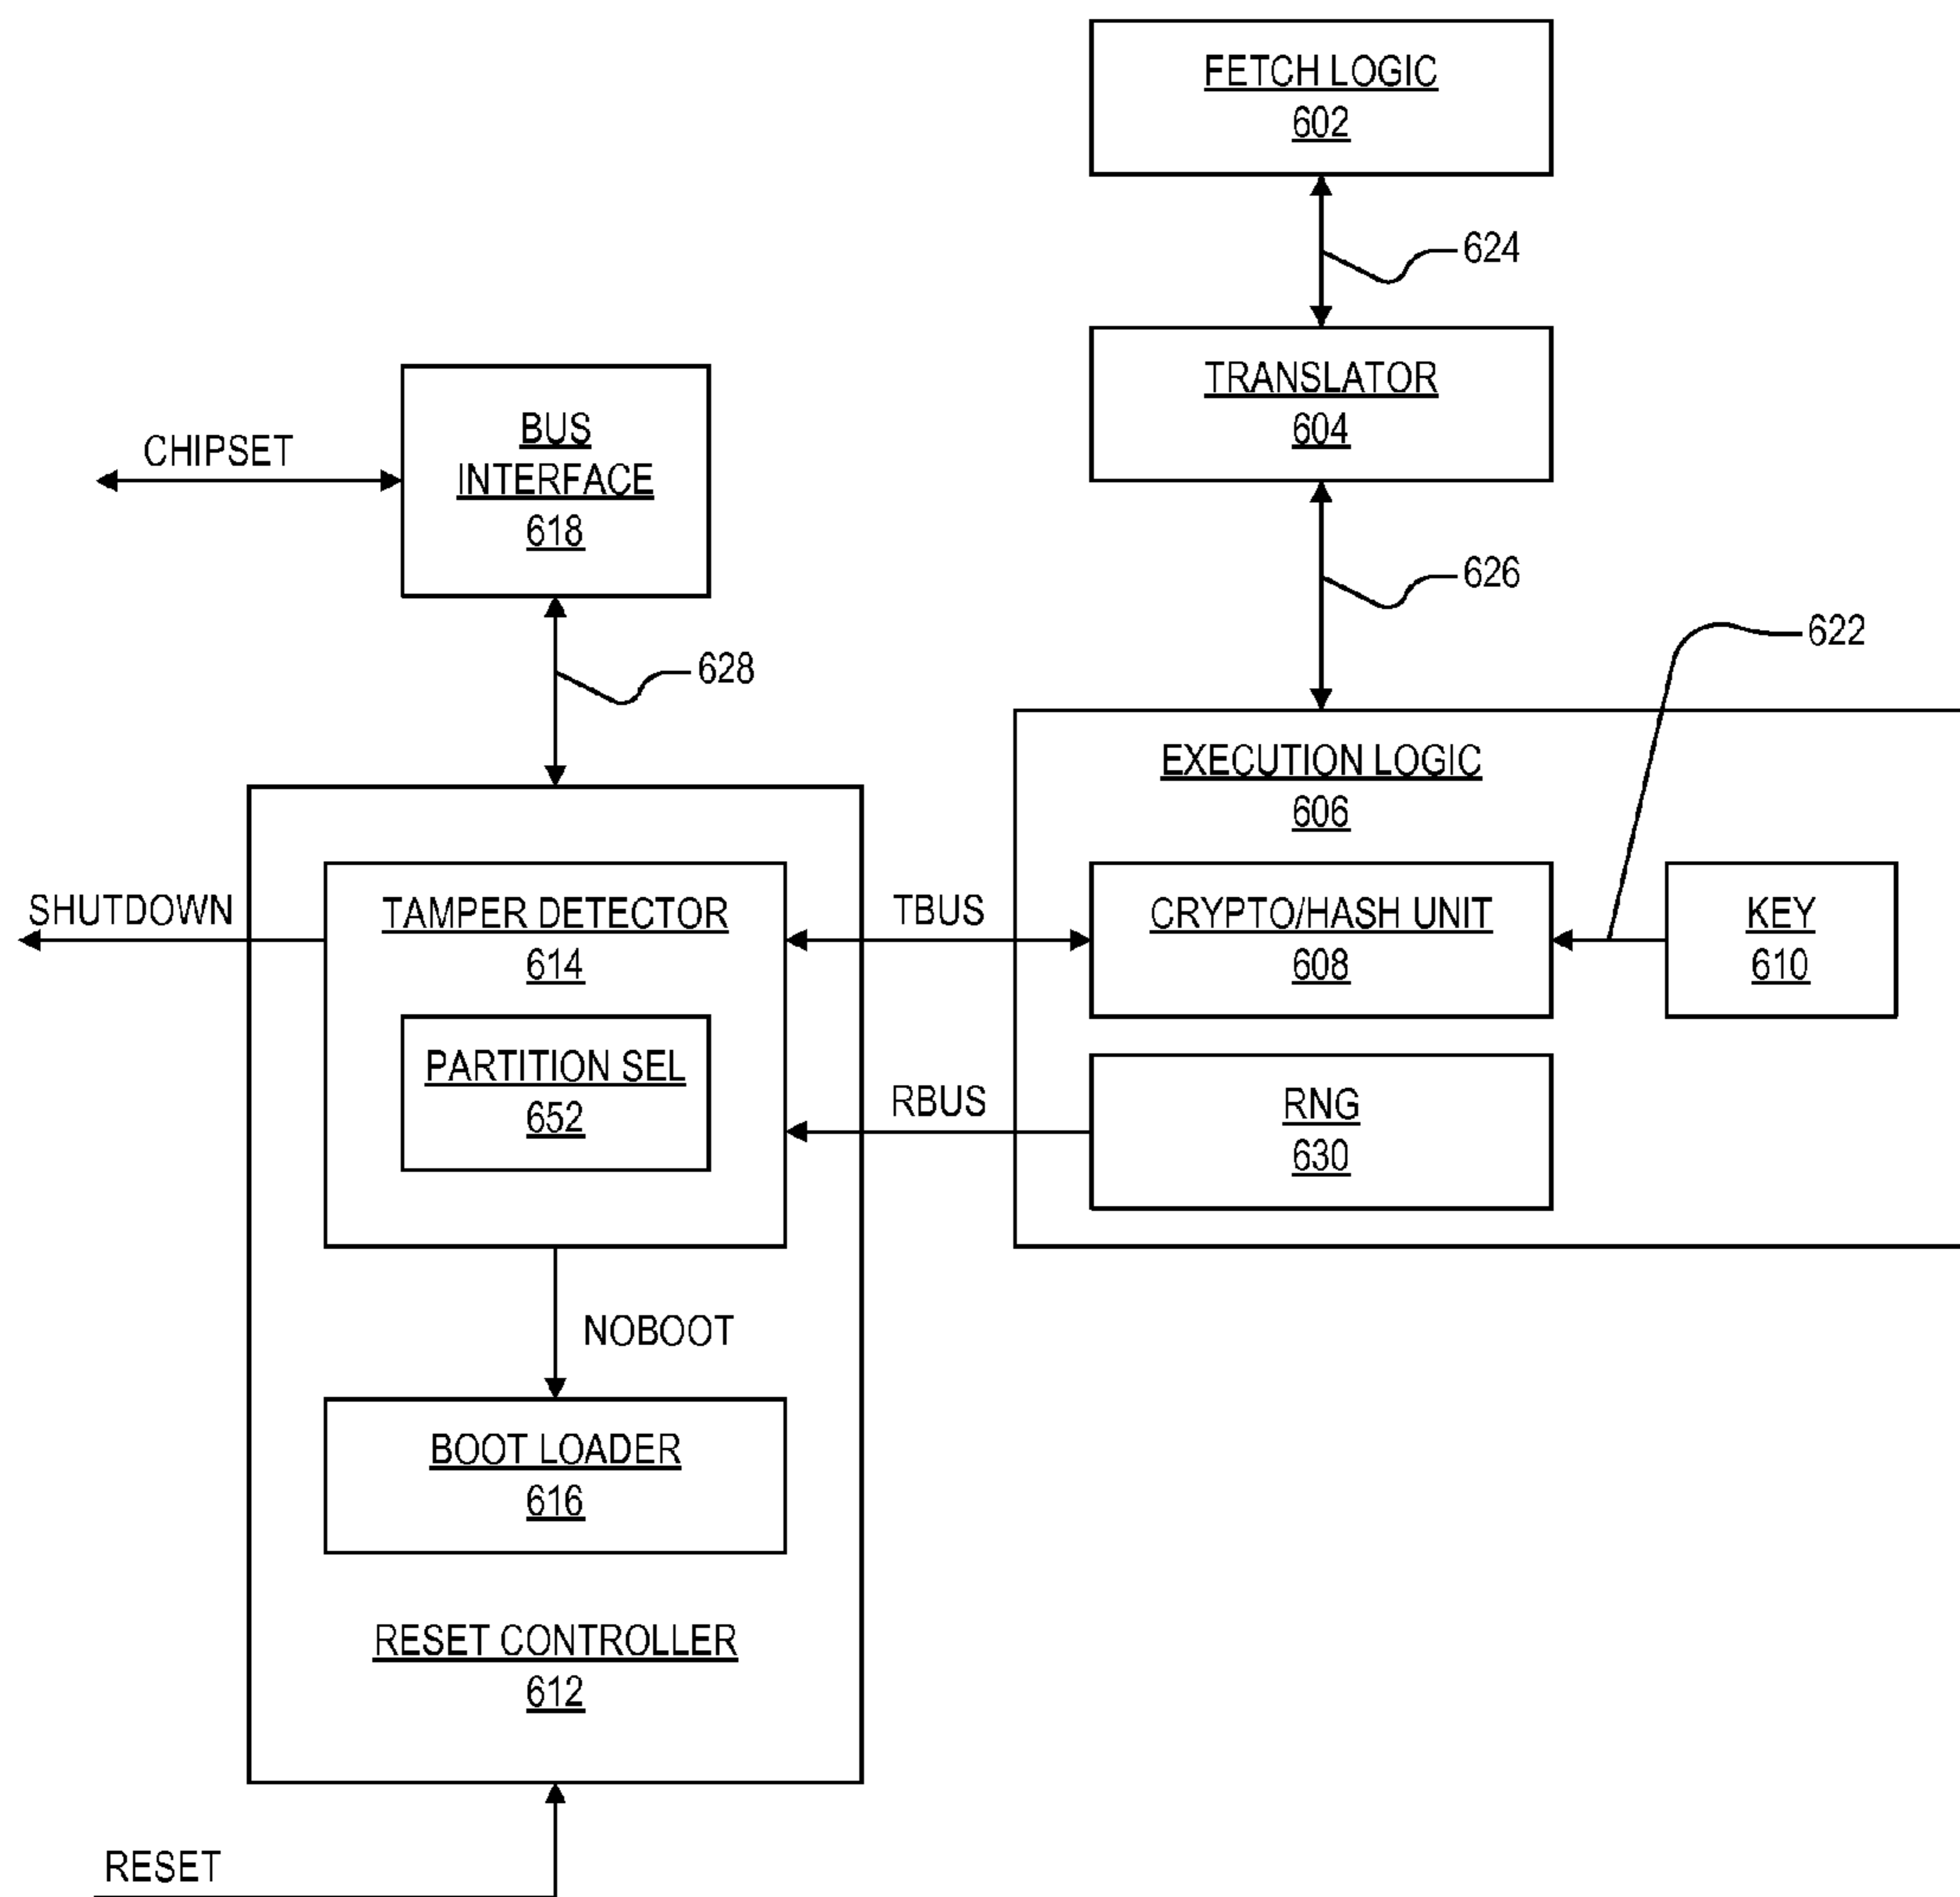 FETCH LOGIC
602
624
TRANSLATOR
604
626
CHIPSET
BUS
INTERFACE
618
628
622
EXECUTION LOGIC
606
SHUTDOWN
TAMPER DETECTOR
614
TBUS
CRYPTO/HASH UNIT
608
KEY
610
PARTITION SEL
652
RBUS
RNG
630
NOBOOT
BOOT LOADER
616
RESET CONTROLLER
612
RESET